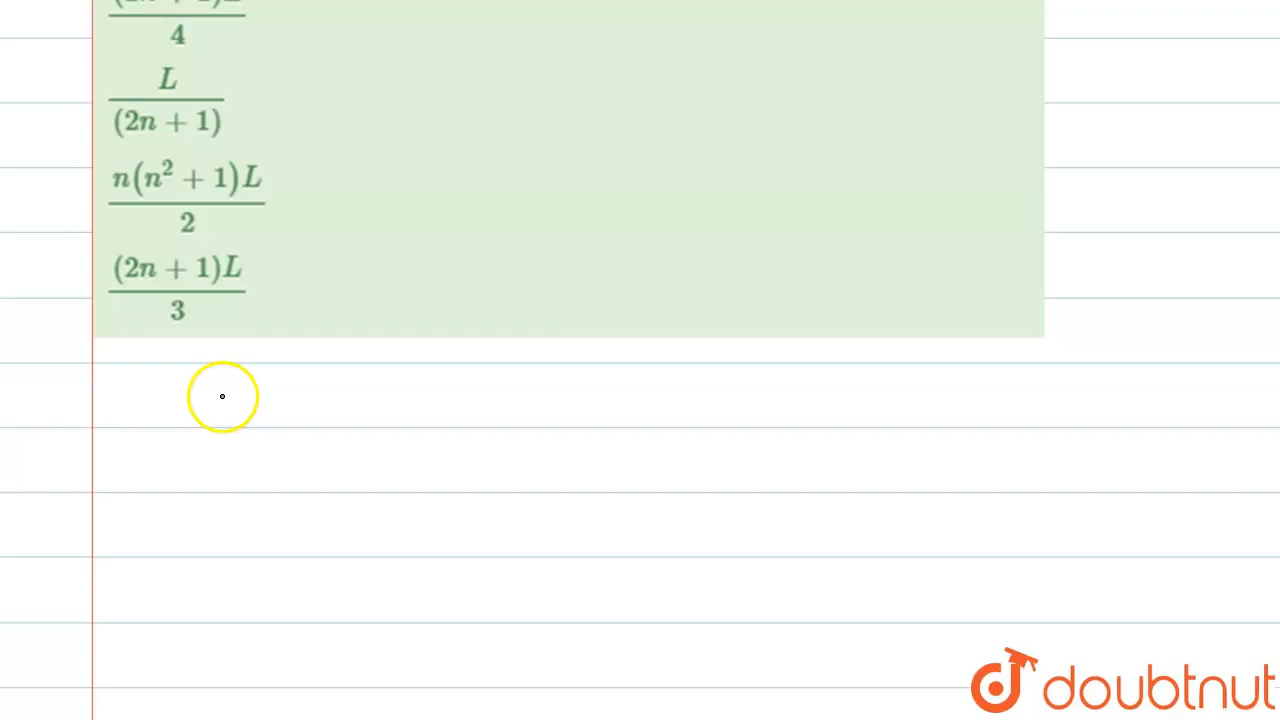 4
L
(2n + 1)
n(n² + 1)L
2
(2n + 1)L
3
doubtnut